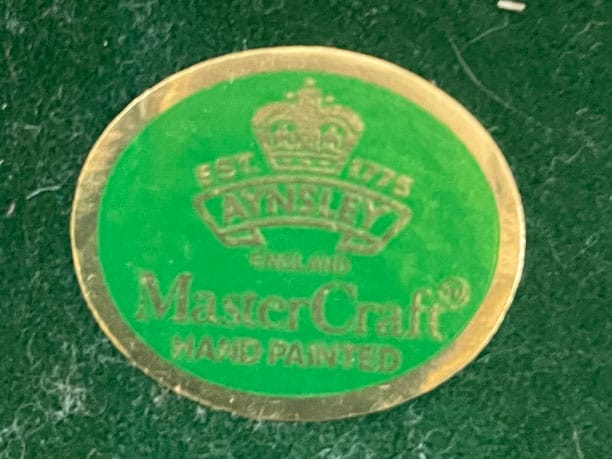 EST. 1775
AYNSLEY
ENGLAND
MasterCraft®
HAND PAINTED